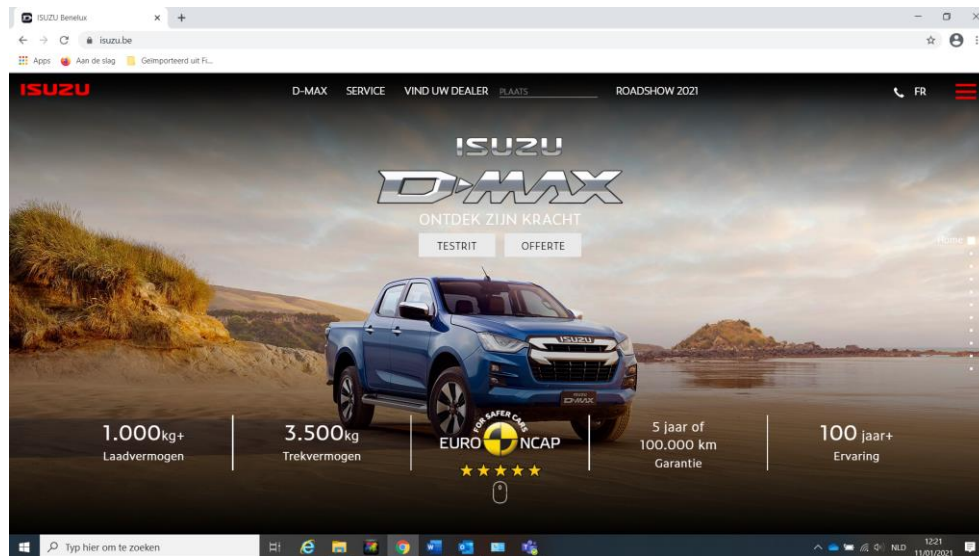 ISUZU Benelux
isuzu.be
Apps Aan de slag Geïmporteerd uit Fi...
ISUZU D-MAX SERVICE VIND UW DEALER PLAATS ROADSHOW 2021 FR
ISUZU
D-MAX
ONTDEK ZIJN KRACHT
TESTRIT OFFERTE
Home
ISUZU
D-MAX
FOR SAFER CARS
EURO NCAP
1.000kg+
Laadvermogen
3.500kg
Trekvermogen
5 jaar of
100.000 km
Garantie
100 jaar+
Ervaring
Typ hier om te zoeken
NLD
12:21
11/01/2021